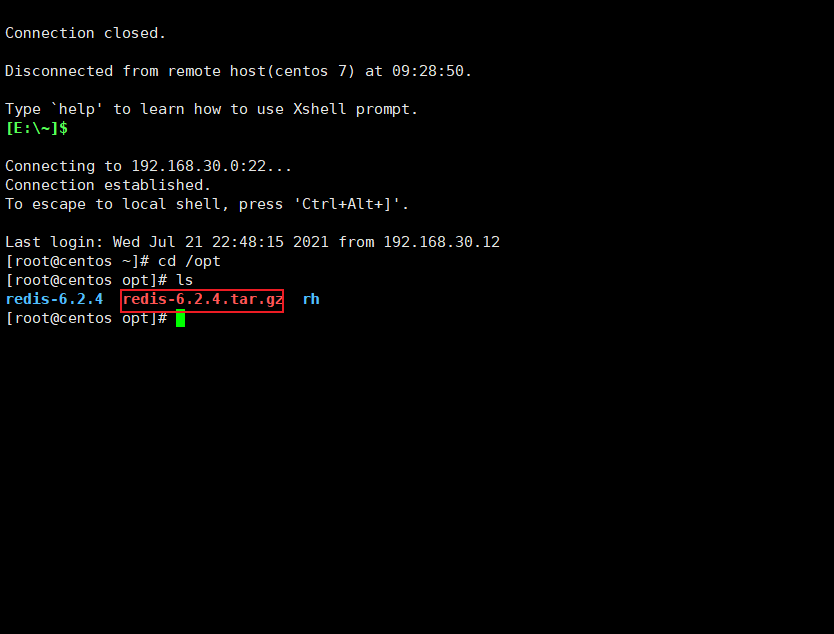 Connection closed.
Disconnected from remote host(centos 7) at 09:28:50.
Type `help' to learn how to use Xshell prompt.
[E:\~]$
Connecting to 192.168.30.0:22...
Connection established.
To escape to local shell, press 'Ctrl+Alt+]'.
Last login: Wed Jul 21 22:48:15 2021 from 192.168.30.12
[root@centos ~]# cd /opt
[root@centos opt]# ls
redis-6.2.4  redis-6.2.4.tar.gz  rh
[root@centos opt]#